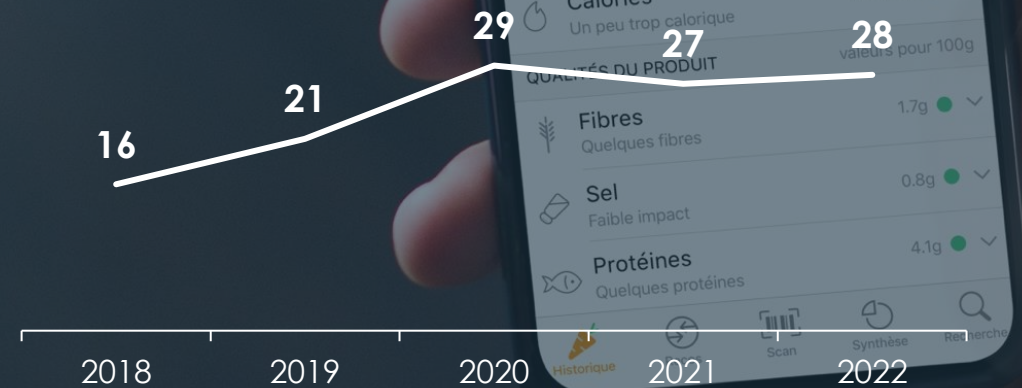 Calories
Un peu trop calorique
29
27
28
valeurs pour 100g
QUALITÉS DU PRODUIT
21
Fibres
Quelques fibres
1.7g
16
Sel
Faible impact
0.8g
Protéines
Quelques protéines
4.1g
Historique
Scan
Synthèse
Recherche
2018
2019
2020
2021
2022